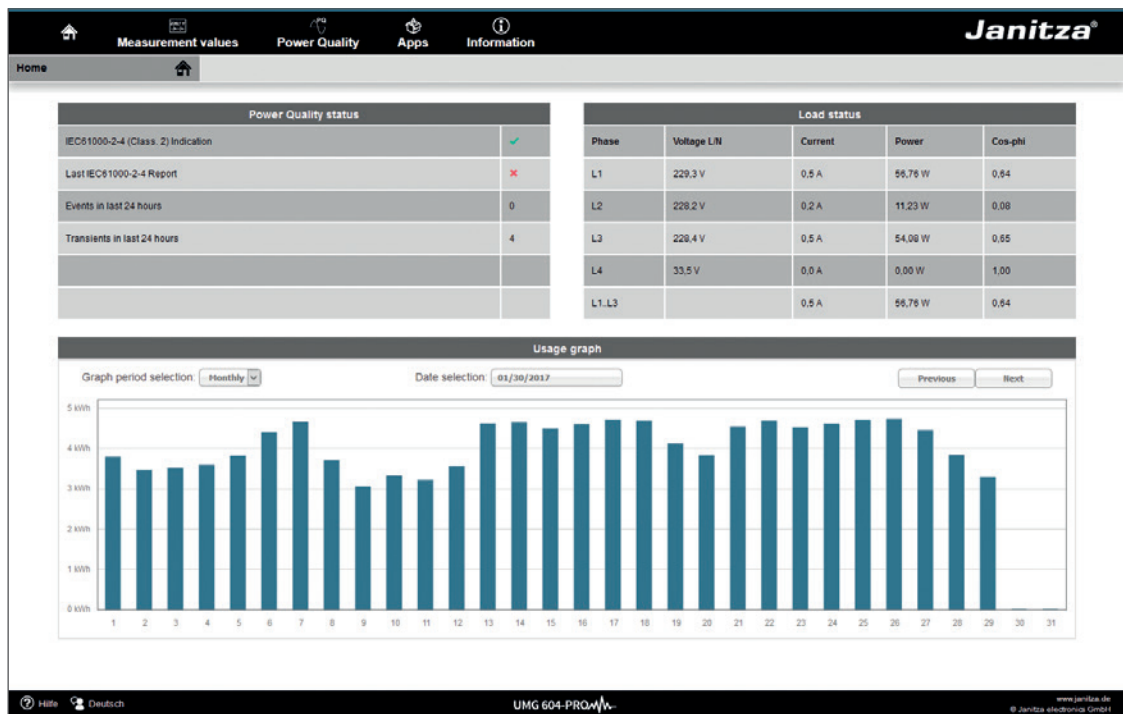 Measurement values Power Quality Apps Information Janitza®
Home
Power Quality status
IEC61000-2-4 (Class. 2) Indication
Last IEC61000-2-4 Report
Events in last 24 hours 0
Transients in last 24 hours 4
Load status
Phase Voltage L/N Current Power Cos-phi
L1 229,3 V 0,5 A 56,76 W 0,64
L2 228,2 V 0,2 A 11,23 W 0,08
L3 228,4 V 0,5 A 54,08 W 0,65
L4 33,5 V 0,0 A 0,00 W 1,00
L1..L3 0,5 A 56,76 W 0,64
Usage graph
Graph period selection: Monthly Date selection: 01/30/2017 Previous Next
5 kWh
4 kWh
3 kWh
2 kWh
1 kWh
0 kWh
1 2 3 4 5 6 7 8 9 10 11 12 13 14 15 16 17 18 19 20 21 22 23 24 25 26 27 28 29 30 31
Hilfe Deutsch UMG 604-PRO www.janitza.de
© Janitza electronics GmbH